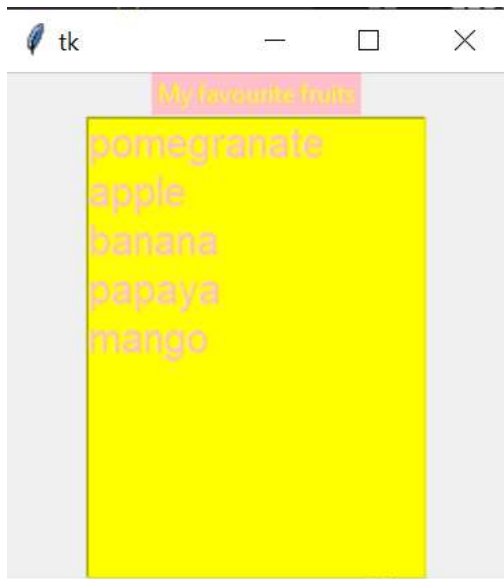 tk
My favourite fruits
pomegranate
apple
banana
papaya
mango